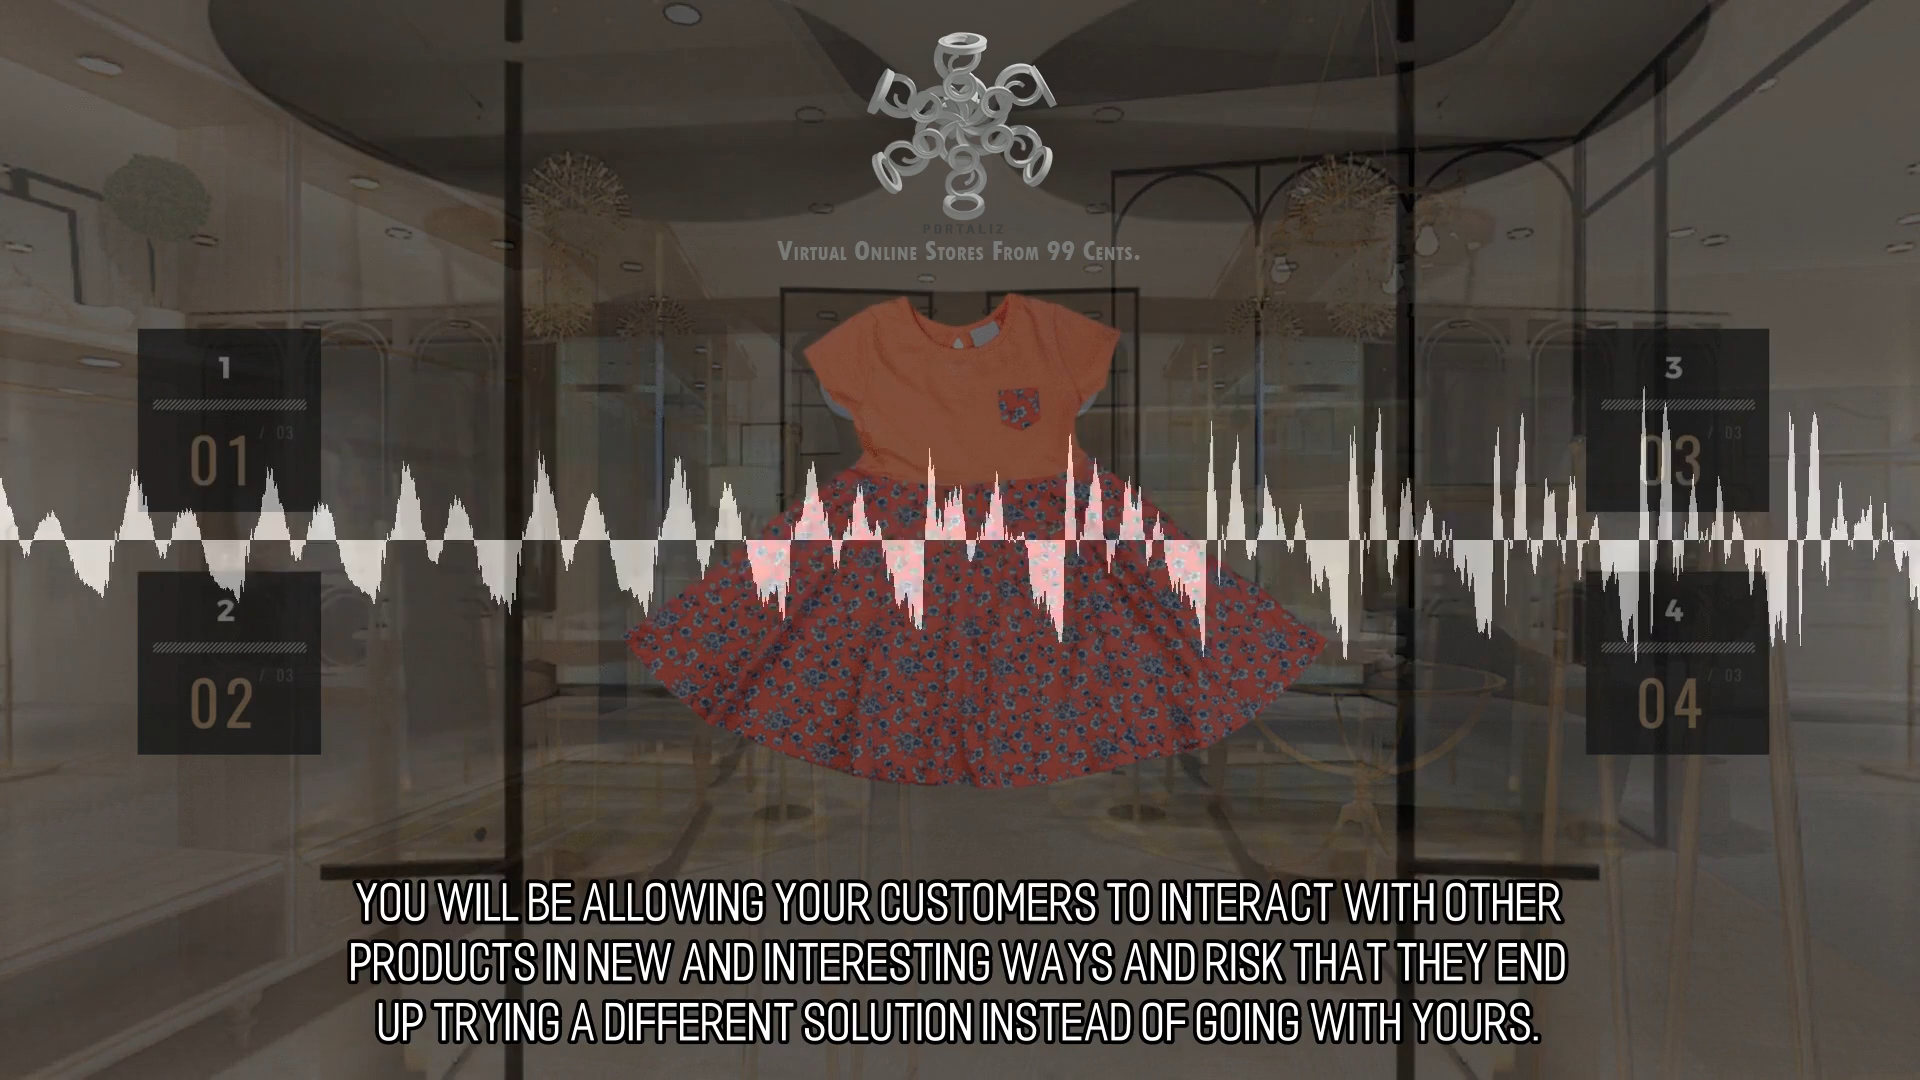 PORTALIZ
Virtual Online Stores From 99 Cents.
1
01 / 03
2
02 / 03
3
03 / 03
4
04 / 03
YOU WILL BE ALLOWING YOUR CUSTOMERS TO INTERACT WITH OTHER
PRODUCTS IN NEW AND INTERESTING WAYS AND RISK THAT THEY END
UP TRYING A DIFFERENT SOLUTION INSTEAD OF GOING WITH YOURS.